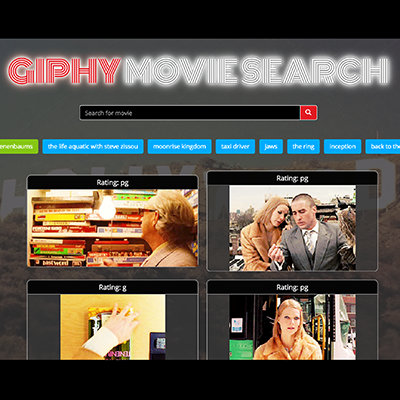 GIPHY MOVIE SEARCH
Search for movie
enenbaums
the life aquatic with steve zissou
moonrise kingdom
taxi driver
jaws
the ring
inception
back to the
Rating: pg
Rating: pg
Rating: g
Rating: pg